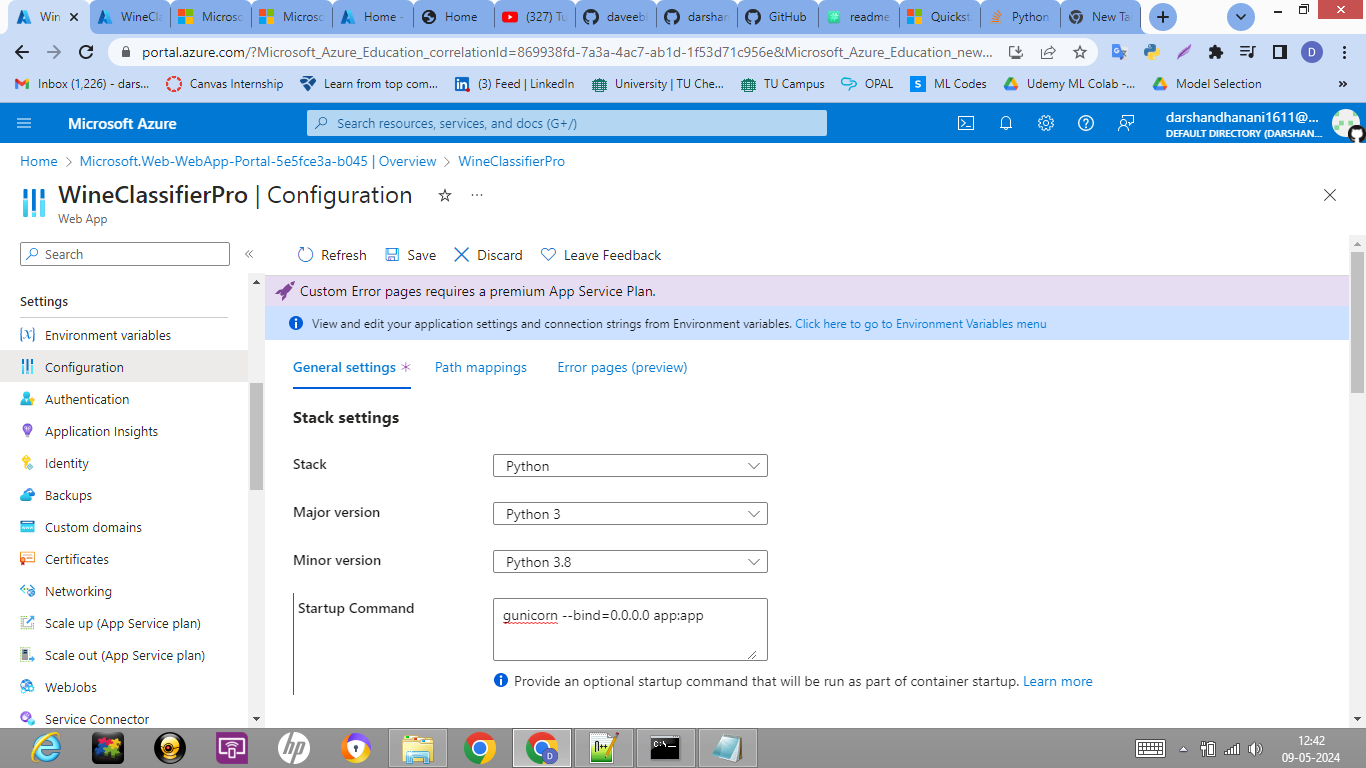 Win
WineCl
Microso
Microso
Home -
Home
(327) Tu
daveeb
darshan
GitHub
readme
Quickst
Python
New Ta
portal.azure.com/?Microsoft_Azure_Education_correlationId=869938fd-7a3a-4ac7-ab1d-1f53d71c956e&Microsoft_Azure_Education_new...
D
Inbox (1,226) - dars...
Canvas Internship
Learn from top com...
(3) Feed | LinkedIn
University | TU Che...
TU Campus
OPAL
S ML Codes
Udemy ML Colab -...
Model Selection
»
Microsoft Azure
Search resources, services, and docs (G+/)
darshandhanani1611@...
DEFAULT DIRECTORY (DARSHAN...
Home > Microsoft.Web-WebApp-Portal-5e5fce3a-b045 | Overview > WineClassifierPro
WineClassifierPro | Configuration
...
Web App
Search
«
Refresh
Save
Discard
Leave Feedback
Custom Error pages requires a premium App Service Plan.
View and edit your application settings and connection strings from Environment variables. Click here to go to Environment Variables menu
Settings
Environment variables
Configuration
Authentication
Application Insights
Identity
Backups
Custom domains
Certificates
Networking
Scale up (App Service plan)
Scale out (App Service plan)
WebJobs
Service Connector
General settings *
Path mappings
Error pages (preview)
Stack settings
Stack
Python
Major version
Python 3
Minor version
Python 3.8
Startup Command
gunicorn --bind=0.0.0.0 app:app
Provide an optional startup command that will be run as part of container startup. Learn more
hp
D
C:\
12:42
09-05-2024